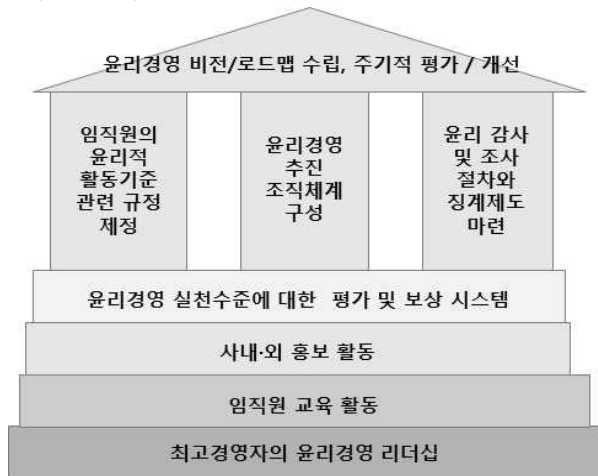 윤리경영 비전/로드맵 수립, 주기적 평가 / 개선
임직원의
윤리적
활동기준
관련 규정
제정
윤리경영
추진
조직체계
구성
윤리 감사
및 조사
절차와
징계제도
마련
윤리경영 실천수준에 대한 평가 및 보상 시스템
사내·외 홍보 활동
임직원 교육 활동
최고경영자의 윤리경영 리더십